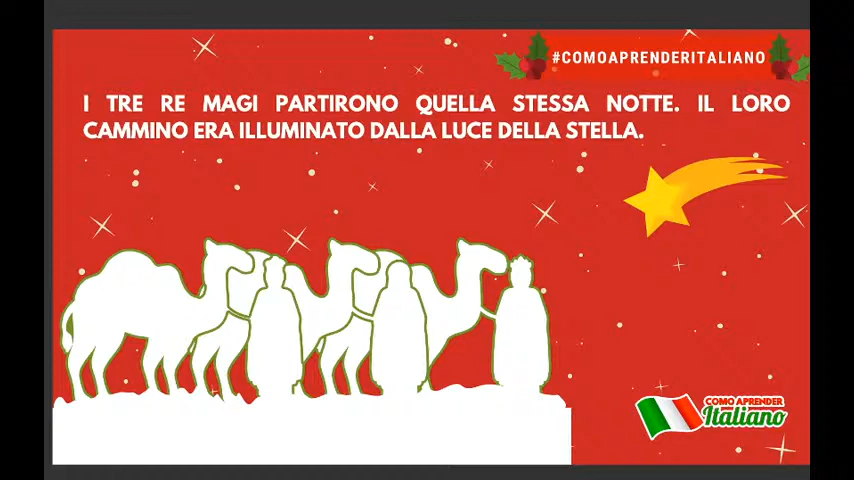 #COMOAPRENDERITALIANO
I TRE RE MAGI PARTIRONO QUELLA STESSA NOTTE. IL LORO
CAMMINO ERA ILLUMINATO DALLA LUCE DELLA STELLA.
COMO APRENDER
Italiano